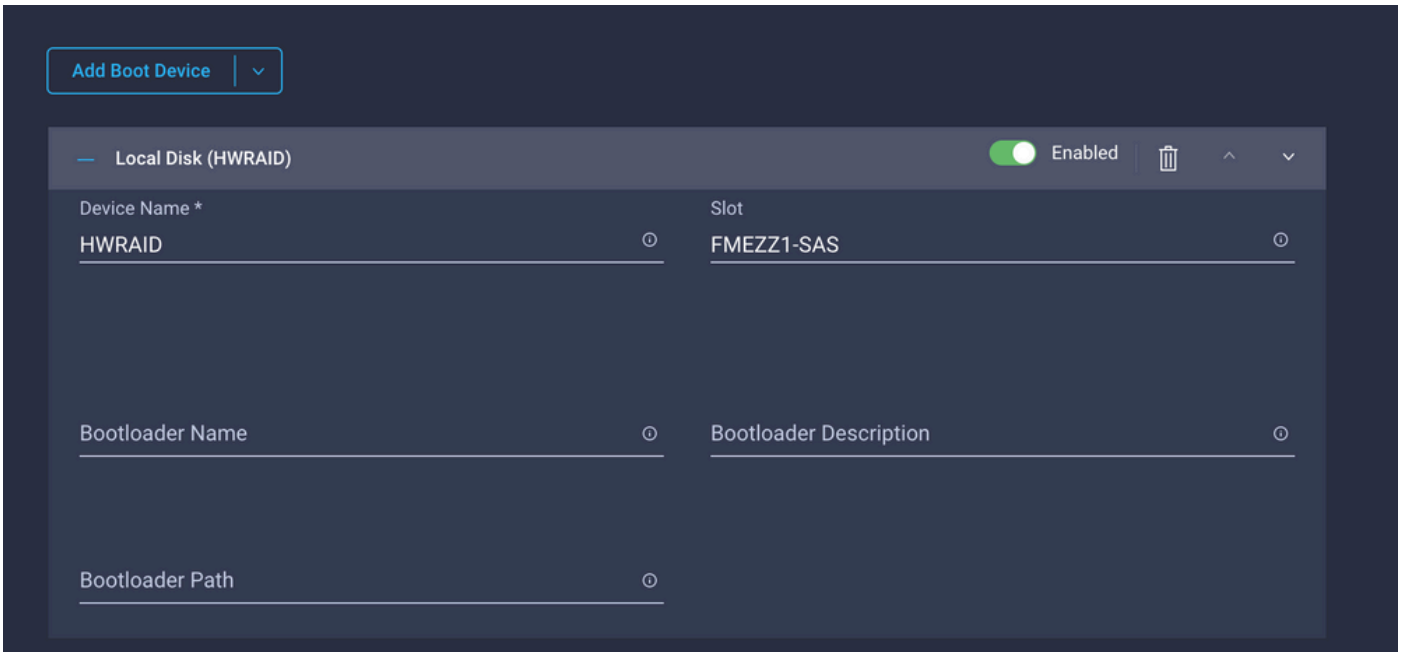 Add Boot Device
Local Disk (HWRAID)
Enabled
Device Name *
Slot
HWRAID
FMEZZ1-SAS
Bootloader Name
Bootloader Description
Bootloader Path